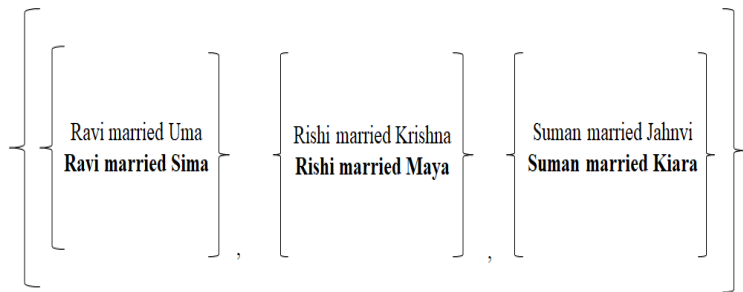 Ravi married Uma
Ravi married Sima
,
Rishi married Krishna
Rishi married Maya
,
Suman married Jahnvi
Suman married Kiara